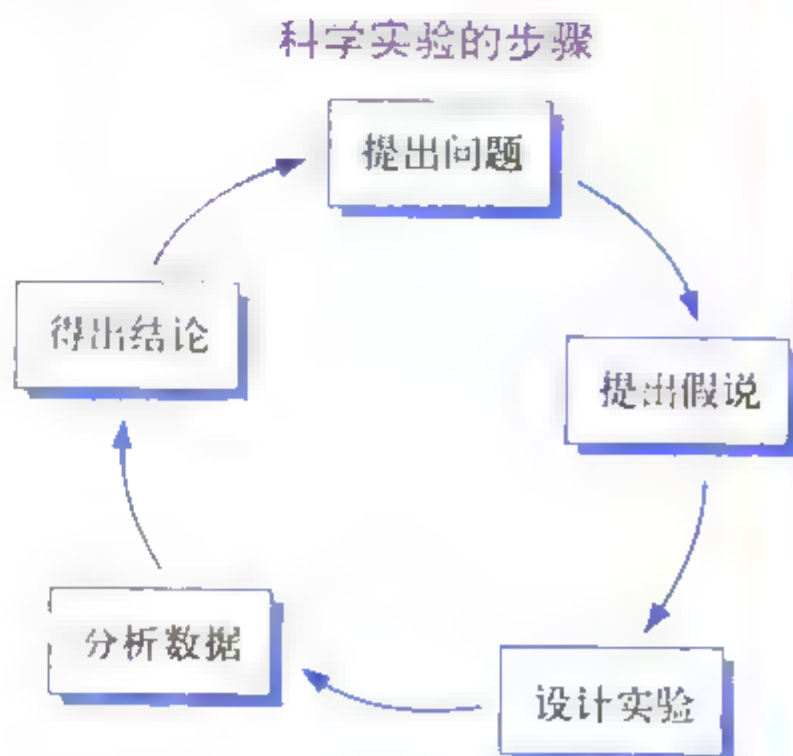 科学实验的步骤
提出问题
提出假说
设计实验
分析数据
得出结论